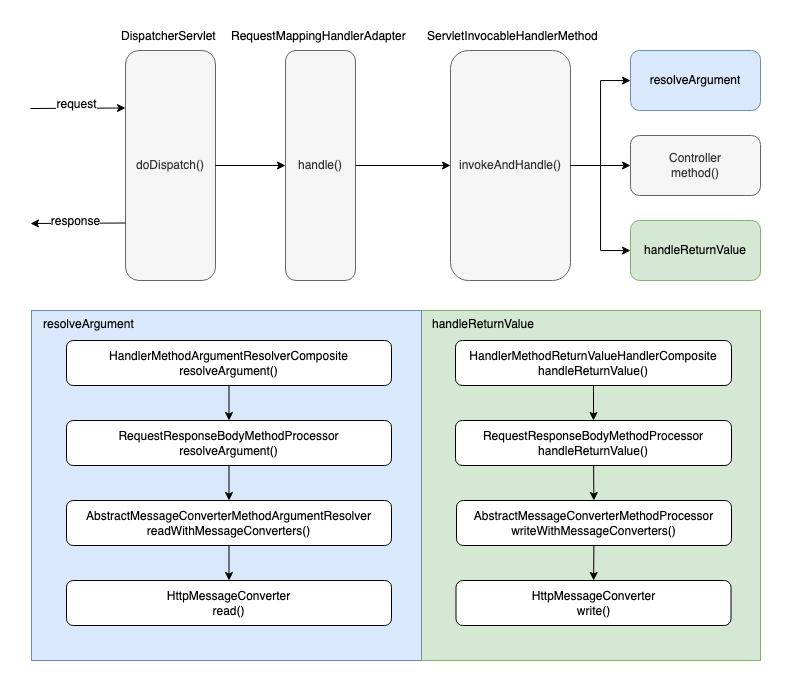 DispatcherServlet
RequestMappingHandlerAdapter
ServletInvocableHandlerMethod
request
doDispatch()
handle()
invokeAndHandle()
resolveArgument
Controller
method()
response
handleReturnValue
resolveArgument
HandlerMethodArgumentResolverComposite
resolveArgument()
RequestResponseBodyMethodProcessor
resolveArgument()
AbstractMessageConverterMethodArgumentResolver
readWithMessageConverters()
HttpMessageConverter
read()
handleReturnValue
HandlerMethodReturnValueHandlerComposite
handleReturnValue()
RequestResponseBodyMethodProcessor
handleReturnValue()
AbstractMessageConverterMethodProcessor
writeWithMessageConverters()
HttpMessageConverter
write()